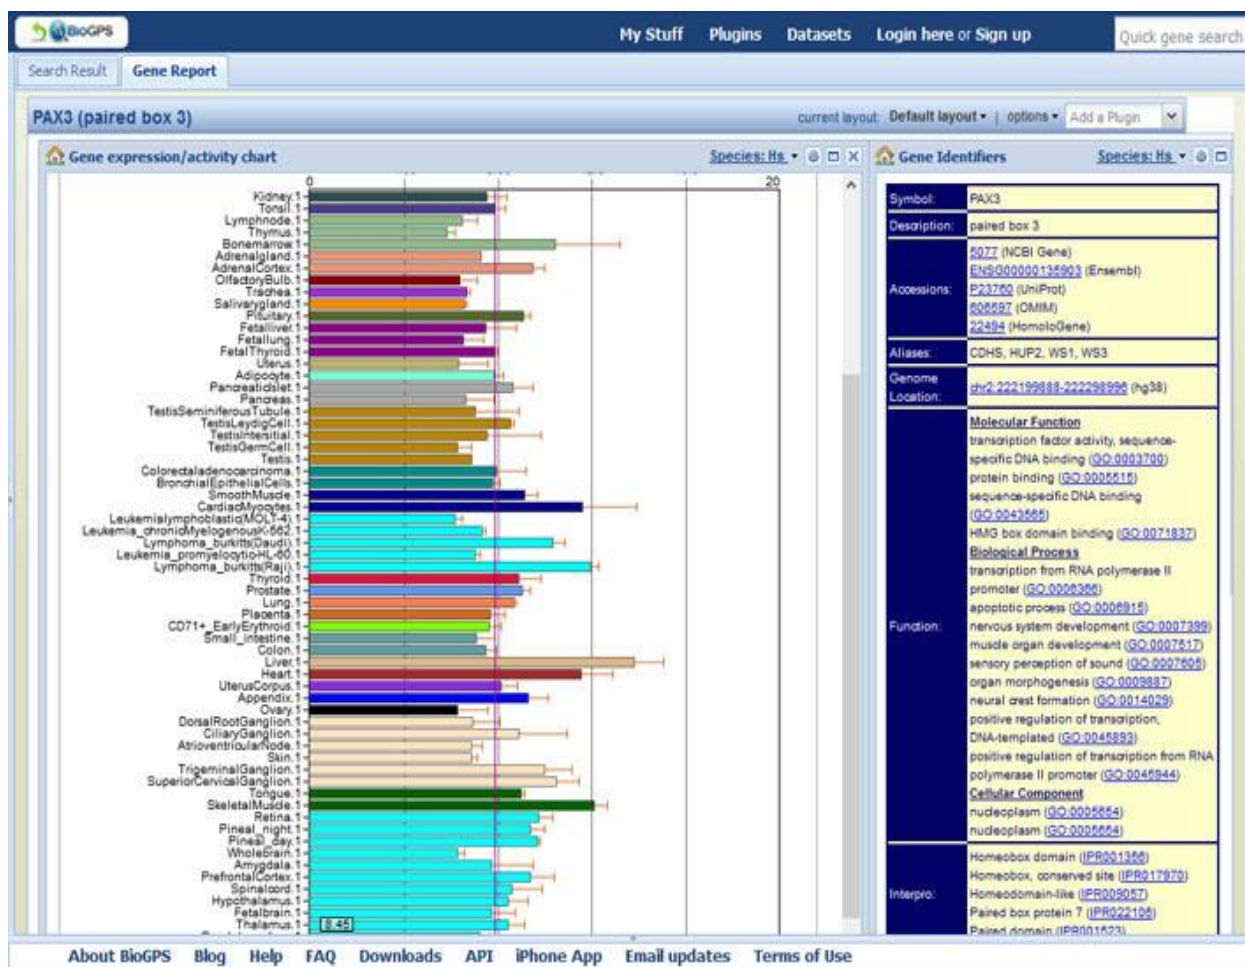 BioGPS
My Stuff Plugins Datasets Login here or Sign up Quick gene search
Search Result Gene Report
PAX3 (paired box 3) current layout: Default layout | options Add a Plugin
Gene expression/activity chart Species: Hs
0 20
Kidney.1
Tonsil.1
Lymphnode.1
Thymus.1
Bonemarrow.1
Adrenalgland.1
AdrenalCortex.1
OlfactoryBulb.1
Trachea.1
Salivarygland.1
Pituitary.1
Fetalliver.1
Fetallung.1
FetalThyroid.1
Uterus.1
Adipocyte.1
PancreaticIslet.1
Pancreas.1
TestisSeminiferousTubule.1
TestisLeydigCell.1
TestisIntersitial.1
TestisGermCell.1
Testis.1
Colorectaladenocarcinoma.1
BronchialEpithelialCells.1
SmoothMuscle.1
CardiacMyocytes.1
Leukemialymphoblastic(MOLT-4).1
Leukemia_chronicMyelogenousK-562.1
Lymphoma_burkitts(Daudi).1
Leukemia_promyelocytic-HL-60.1
Lymphoma_burkitts(Raji).1
Thyroid.1
Prostate.1
Lung.1
Placenta.1
CD71+_EarlyErythroid.1
Small_intestine.1
Colon.1
Liver.1
Heart.1
UterusCorpus.1
Appendix.1
Ovary.1
DorsalRootGanglion.1
CiliaryGanglion.1
AtrioventricularNode.1
Skin.1
TrigeminalGanglion.1
SuperiorCervicalGanglion.1
Tongue.1
SkeletalMuscle.1
Retina.1
Pineal_night.1
Pineal_day.1
Wholebrain.1
Amygdala.1
PrefrontalCortex.1
Spinalcord.1
Hypothalamus.1
Fetalbrain.1
Thalamus.1
8.45
Gene Identifiers Species: Hs
Symbol: PAX3
Description: paired box 3
Accessions:
5077 (NCBI Gene)
ENSG00000135903 (Ensembl)
P23760 (UniProt)
606597 (OMIM)
22494 (HomoloGene)
Aliases: CDHS, HUP2, WS1, WS3
Genome Location: chr2:222199888-222298996 (hg38)
Function:
Molecular Function
transcription factor activity, sequence-
specific DNA binding (GO:0003700)
protein binding (GO:0005515)
sequence-specific DNA binding
(GO:0043565)
HMG box domain binding (GO:0071837)
Biological Process
transcription from RNA polymerase II
promoter (GO:0006366)
apoptotic process (GO:0006915)
nervous system development (GO:0007399)
muscle organ development (GO:0007517)
sensory perception of sound (GO:0007605)
organ morphogenesis (GO:0009887)
neural crest formation (GO:0014029)
positive regulation of transcription,
DNA-templated (GO:0045893)
positive regulation of transcription from RNA
polymerase II promoter (GO:0045944)
Cellular Component
nucleoplasm (GO:0005654)
nucleoplasm (GO:0005654)
Interpro:
Homeobox domain (IPR001356)
Homeobox, conserved site (IPR017970)
Homeodomain-like (IPR009057)
Paired box protein 7 (IPR022106)
Paired domain (IPR001523)
About BioGPS Blog Help FAQ Downloads API iPhone App Email updates Terms of Use